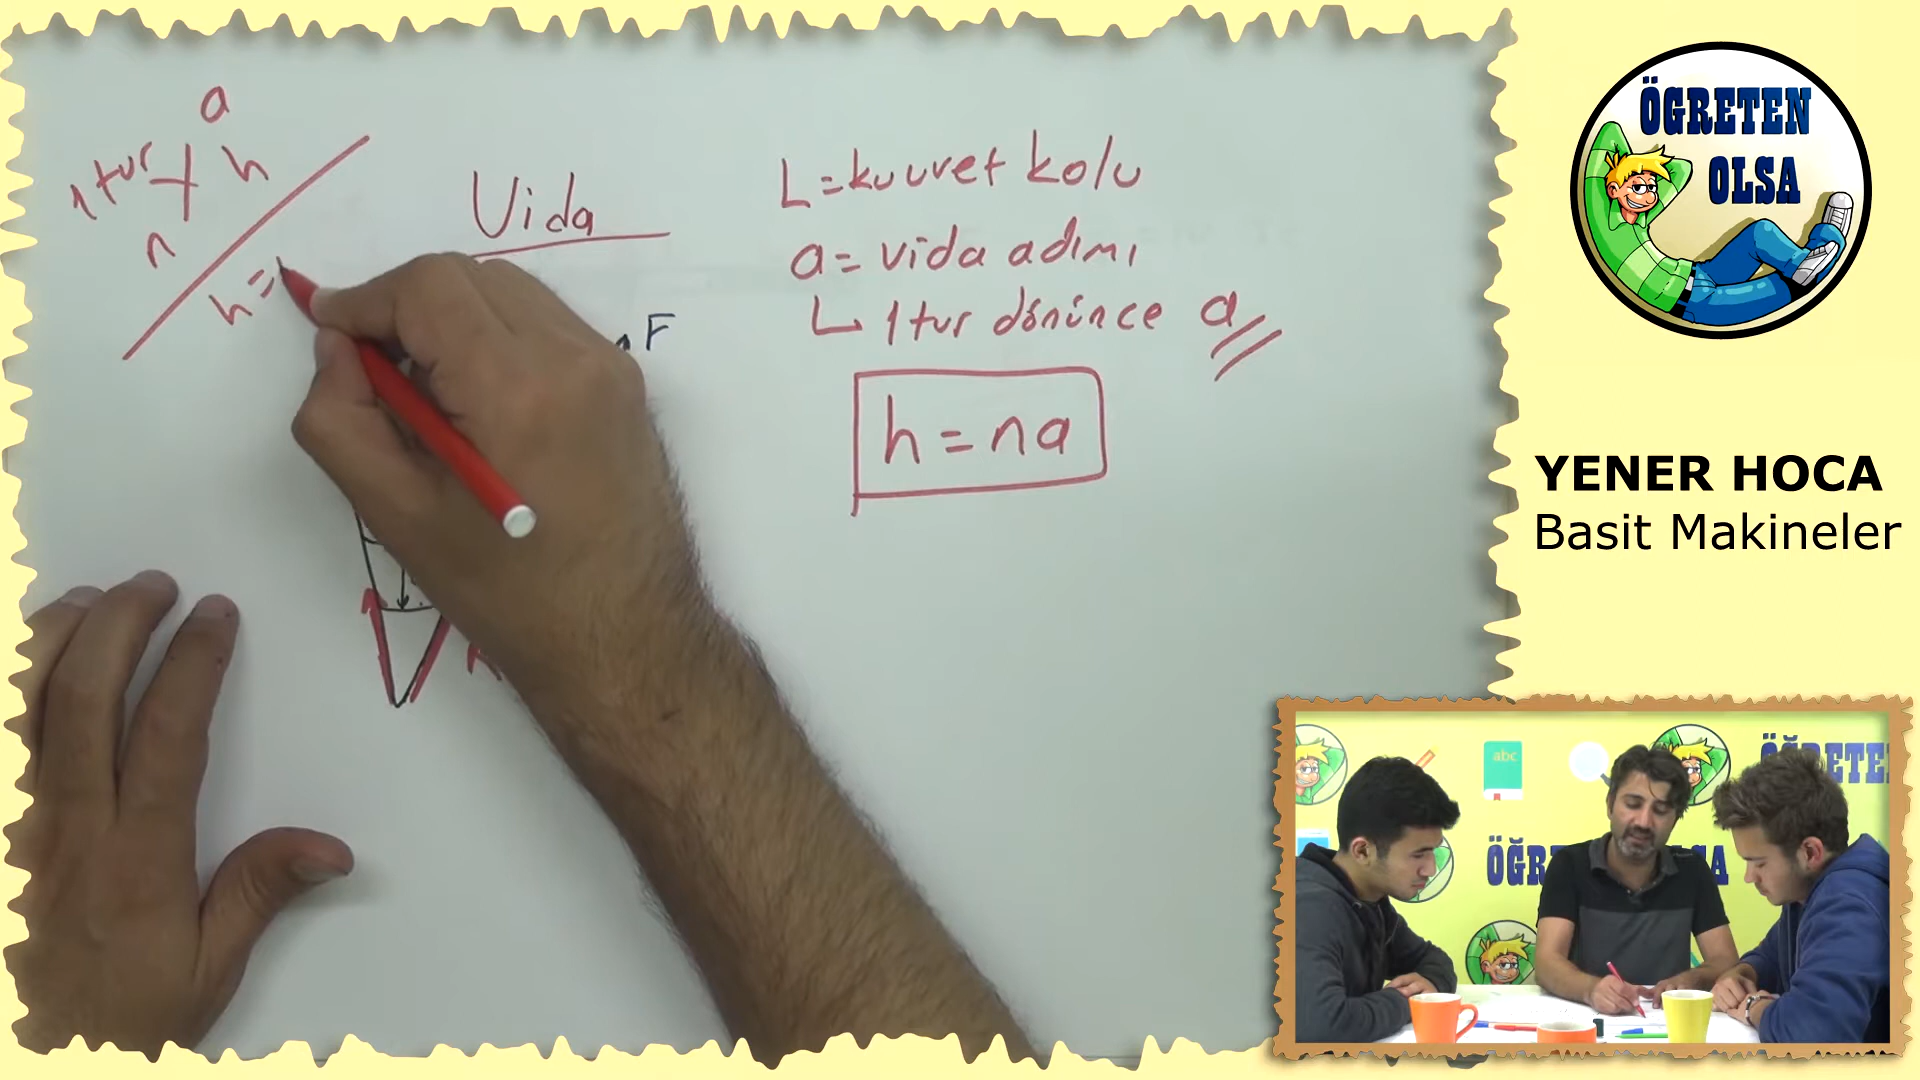 a
1 tur h
n
h =
Vida
F
L = kuvvet kolu
a = vida adımı
1 tur dönünce a
h = na
ÖGRETEN
OLSA
YENER HOCA
Basit Makineler
abc